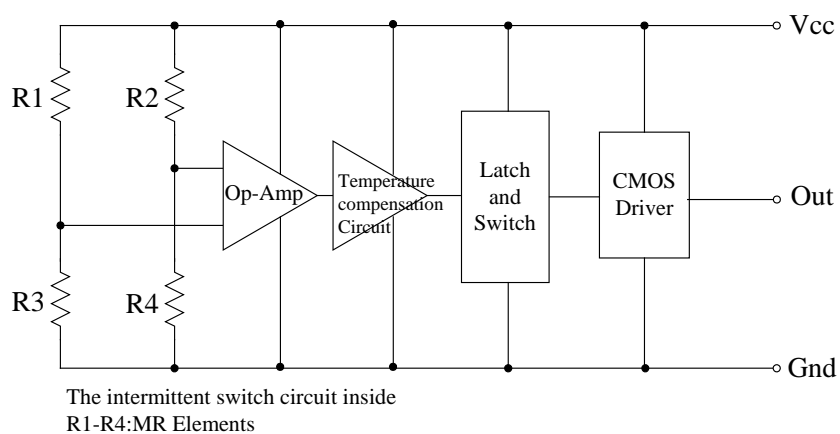 Vcc
R1
R2
Op-Amp
Temperature
compensation
Circuit
Latch
and
Switch
CMOS
Driver
Out
R3
R4
Gnd
The intermittent switch circuit inside
R1-R4:MR Elements